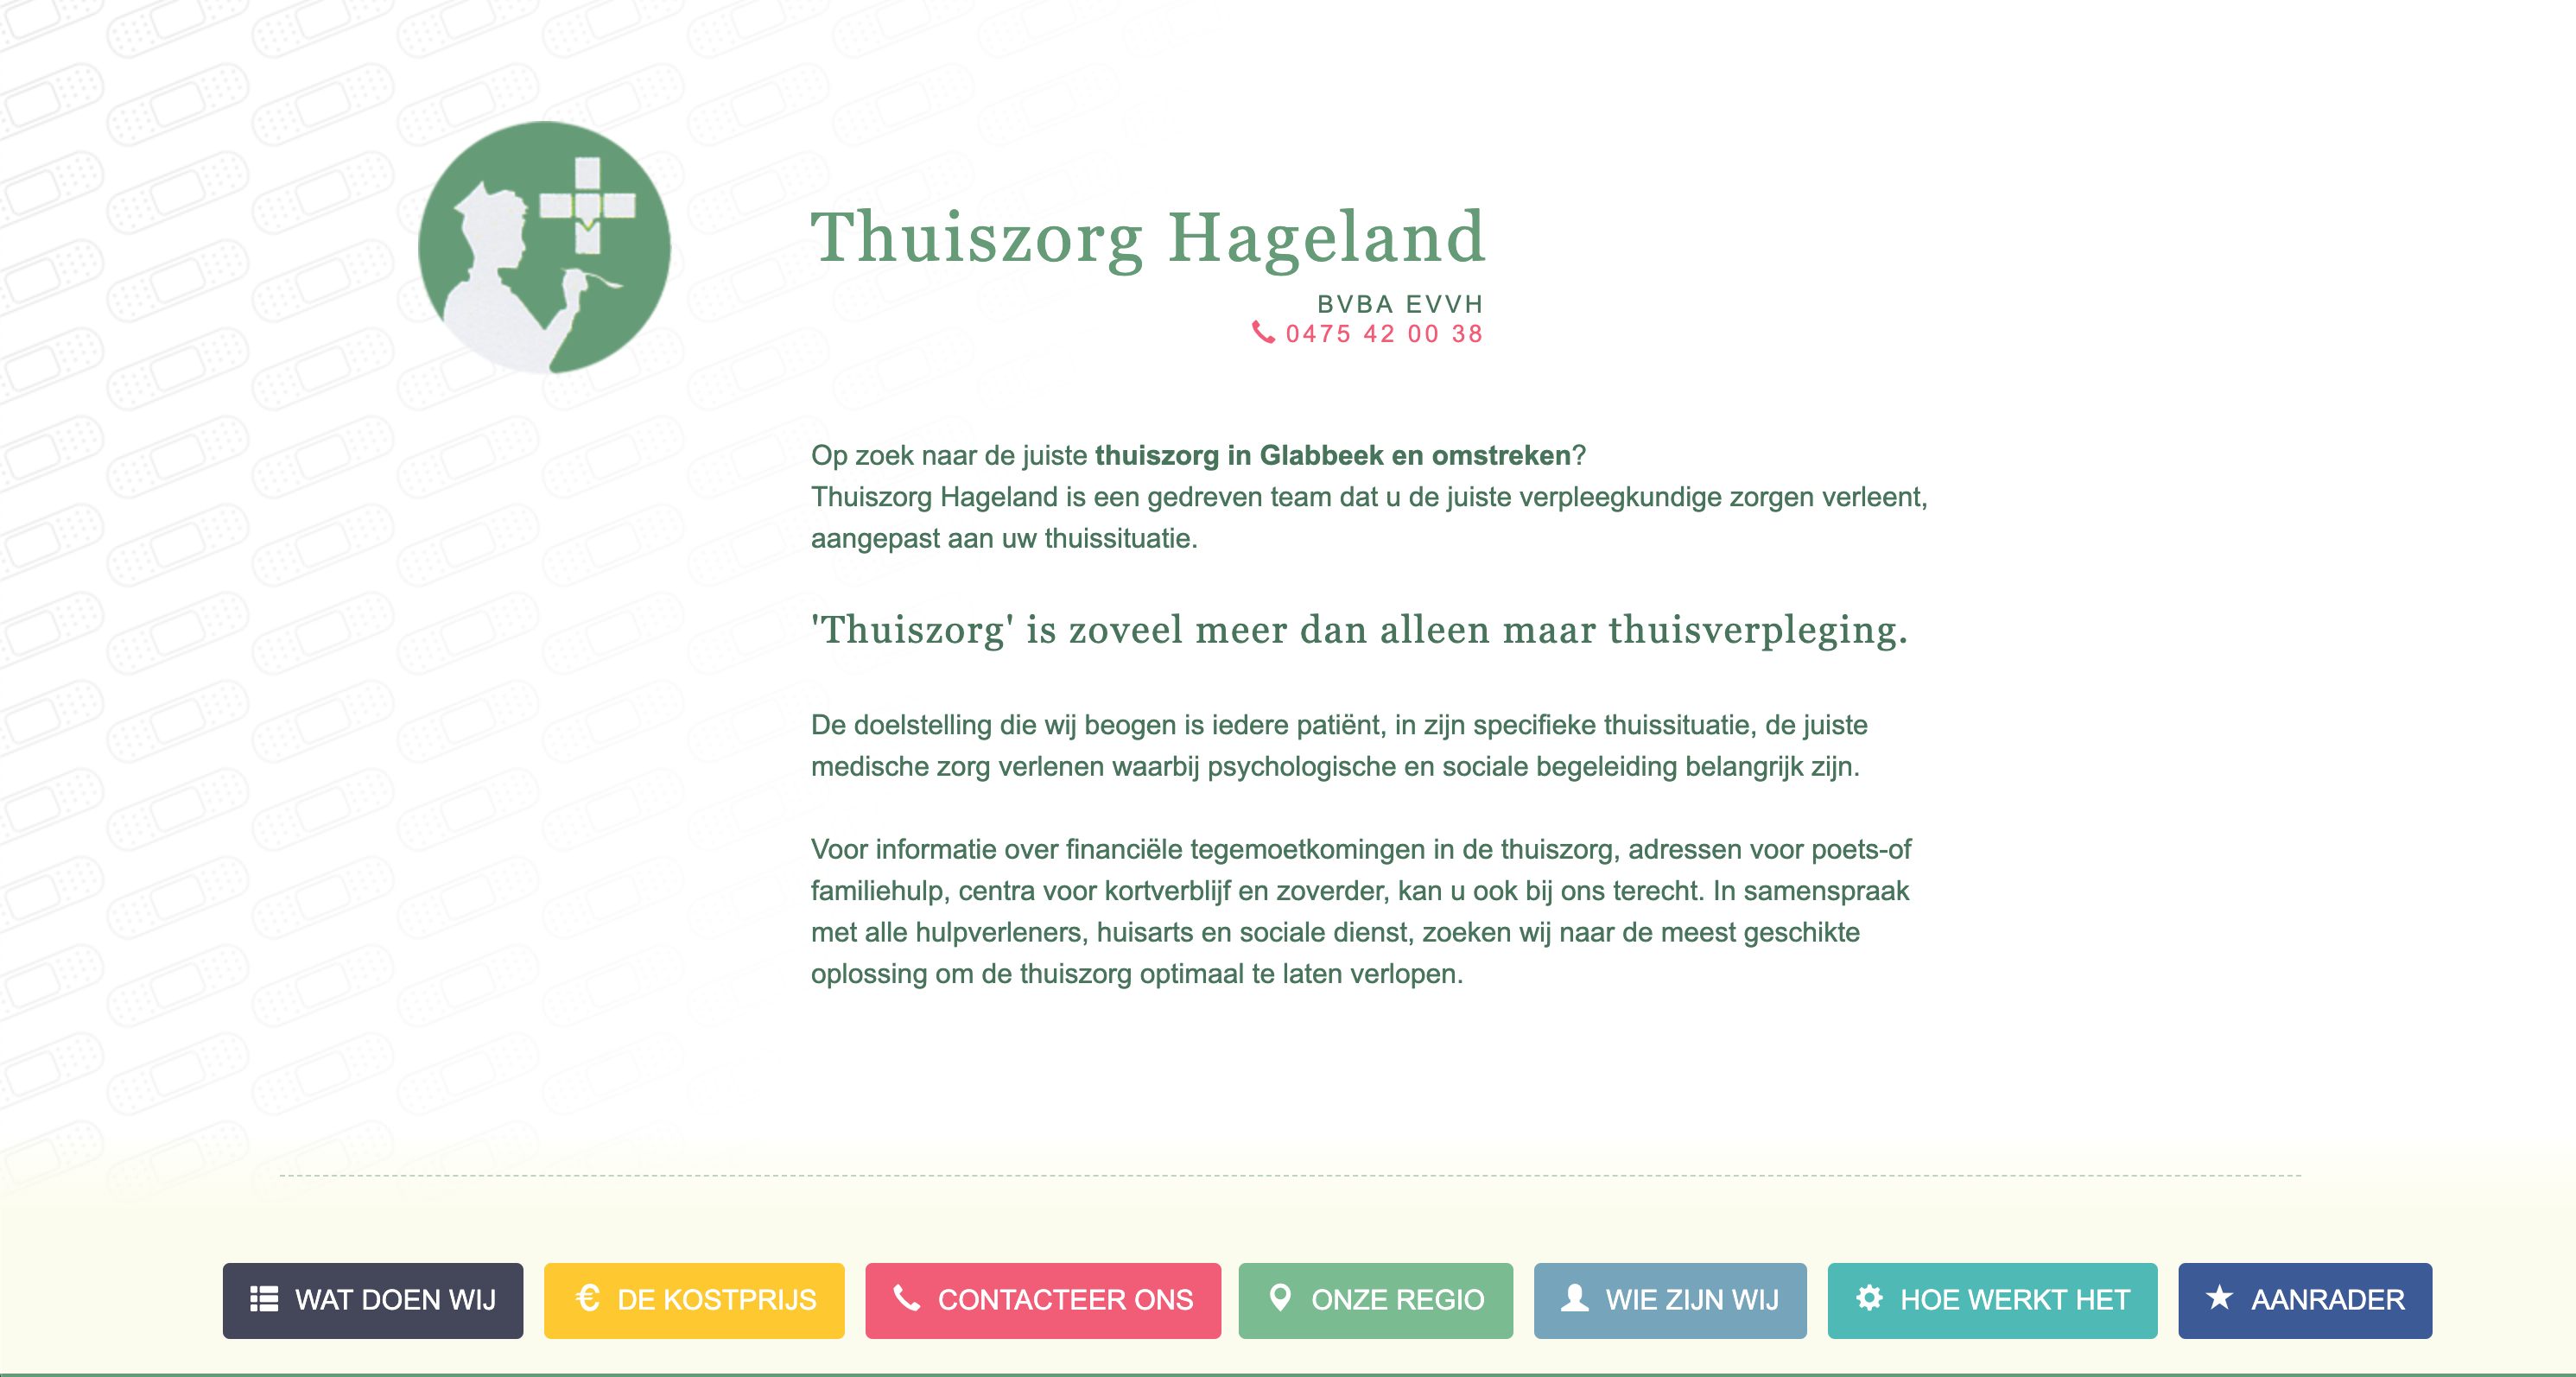 Thuiszorg Hageland
BVBA EVVH
0475 42 00 38
Op zoek naar de juiste thuiszorg in Glabbeek en omstreken?
Thuiszorg Hageland is een gedreven team dat u de juiste verpleegkundige zorgen verleent,
aangepast aan uw thuissituatie.
'Thuiszorg' is zoveel meer dan alleen maar thuisverpleging.
De doelstelling die wij beogen is iedere patiënt, in zijn specifieke thuissituatie, de juiste
medische zorg verlenen waarbij psychologische en sociale begeleiding belangrijk zijn.
Voor informatie over financiële tegemoetkomingen in de thuiszorg, adressen voor poets-of
familiehulp, centra voor kortverblijf en zoverder, kan u ook bij ons terecht. In samenspraak
met alle hulpverleners, huisarts en sociale dienst, zoeken wij naar de meest geschikte
oplossing om de thuiszorg optimaal te laten verlopen.
WAT DOEN WIJ
€ DE KOSTPRIJS
CONTACTEER ONS
ONZE REGIO
WIE ZIJN WIJ
HOE WERKT HET
AANRADER